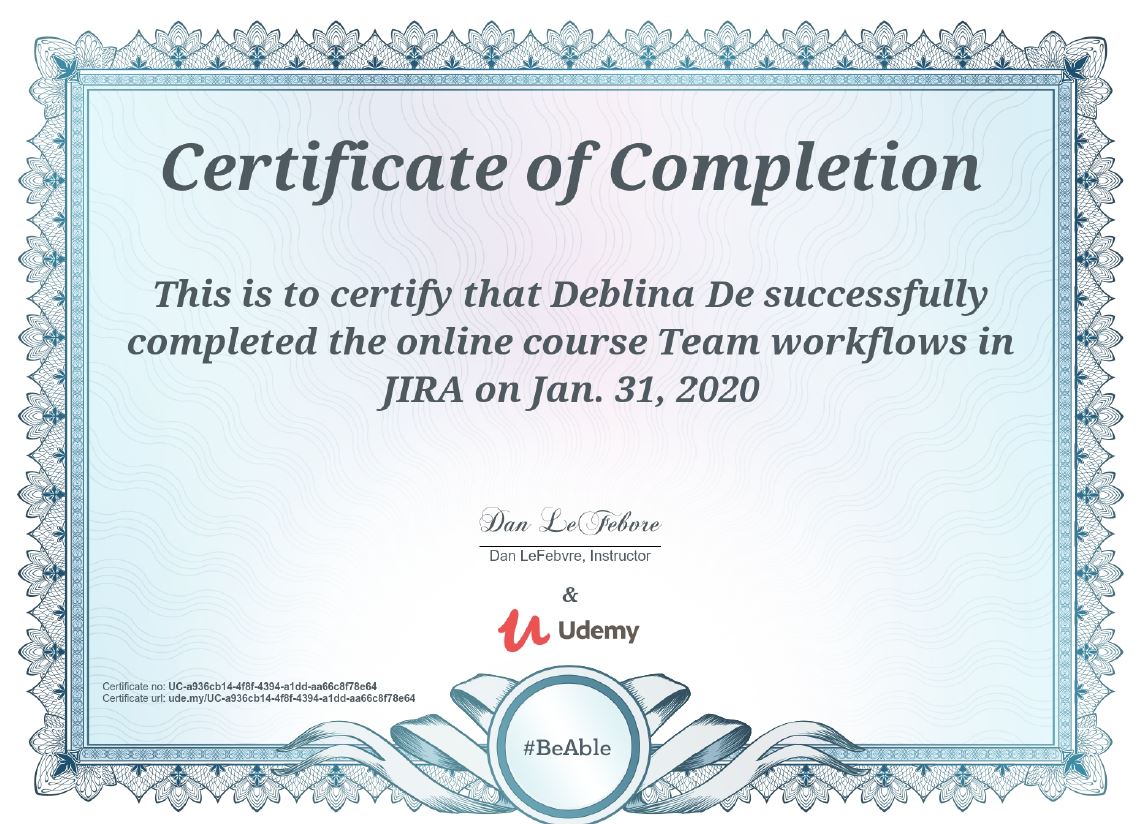 Certificate of Completion
This is to certify that Deblina De successfully
completed the online course Team workflows in
JIRA on Jan. 31, 2020
Dan LeFebvre
Dan LeFebvre, Instructor
&
Udemy
Certificate no: UC-a936cb14-4f8f-4394-a1dd-aa66c8f78e64
Certificate url: ude.my/UC-a936cb14-4f8f-4394-a1dd-aa66c8f78e64
#BeAble